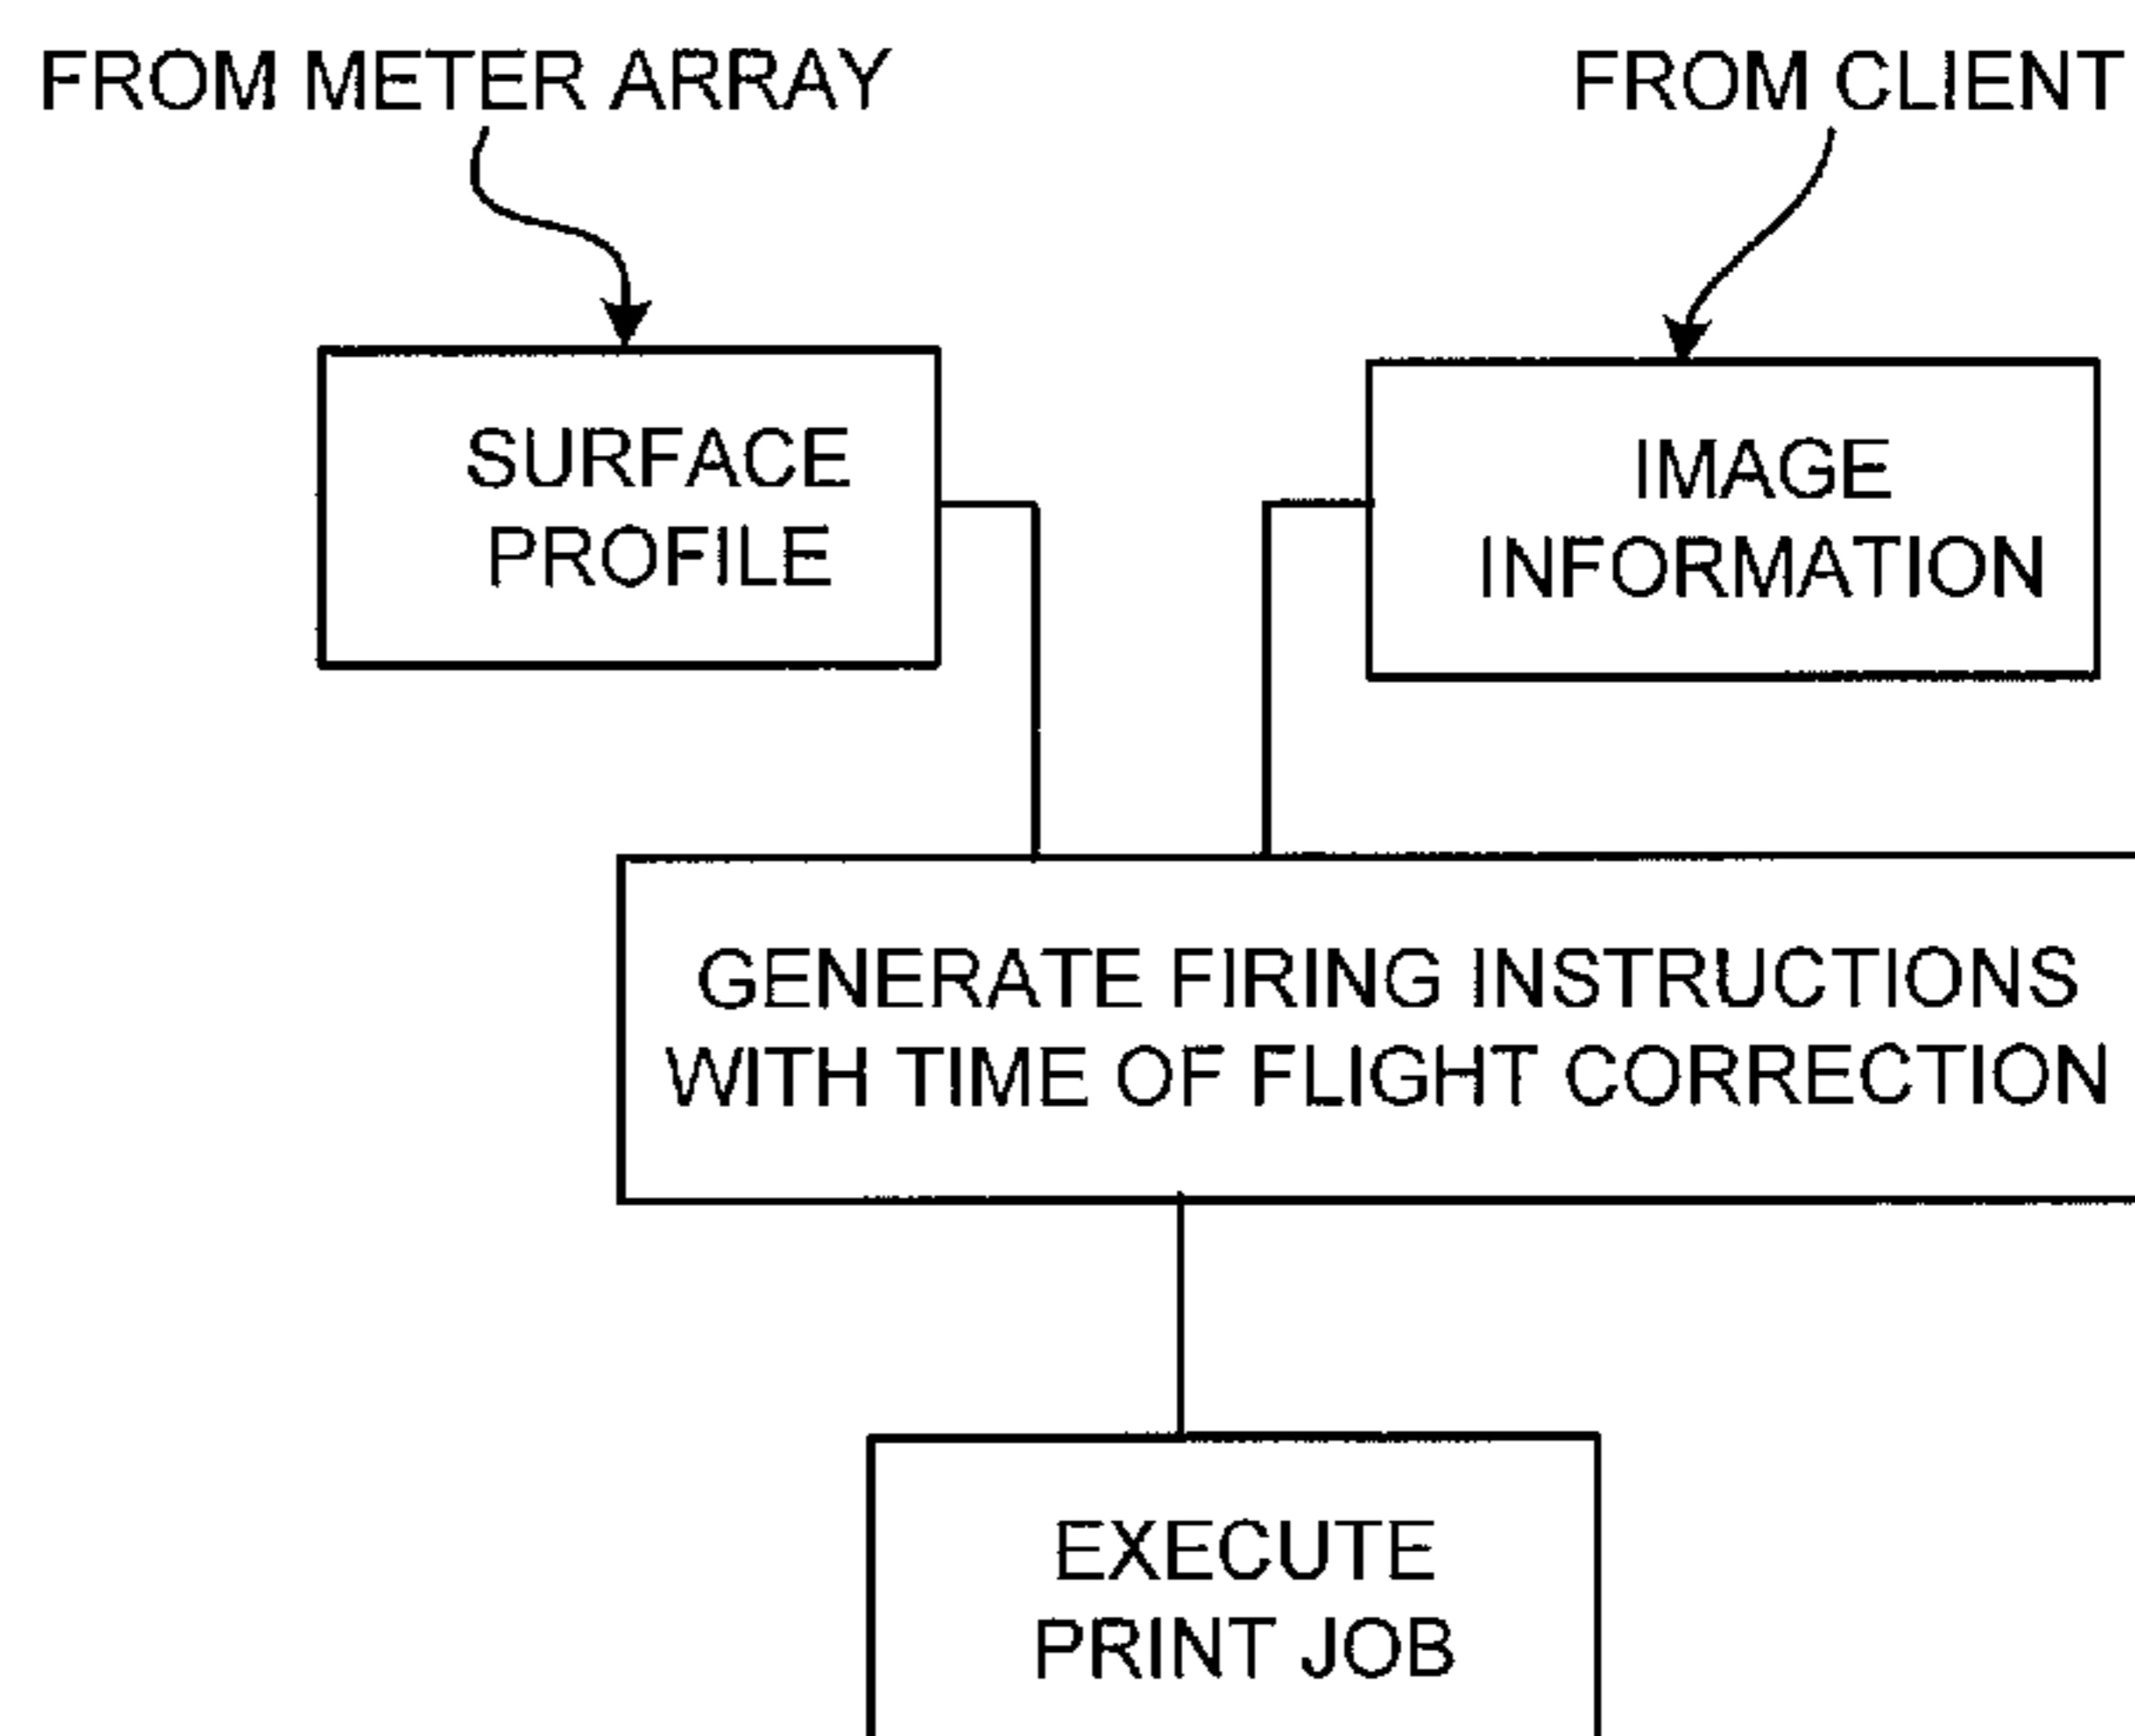 FROM METER ARRAY
FROM CLIENT
SURFACE
PROFILE
IMAGE
INFORMATION
GENERATE FIRING INSTRUCTIONS
WITH TIME OF FLIGHT CORRECTION
EXECUTE
PRINT JOB